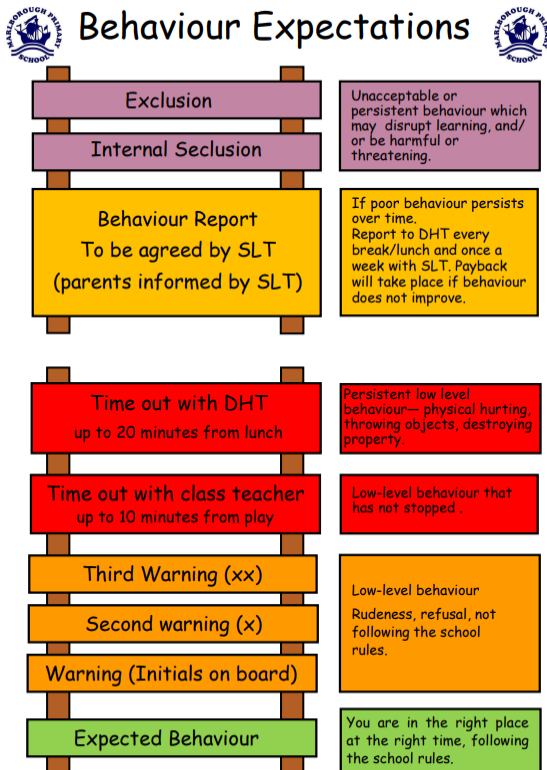 MARLBOROUGH PRIMARY
SCHOOL
Behaviour Expectations
MARLBOROUGH PRIMARY
SCHOOL
Exclusion
Internal Seclusion
Unacceptable or
persistent behaviour which
may disrupt learning, and/
or be harmful or
threatening.
Behaviour Report
To be agreed by SLT
(parents informed by SLT)
If poor behaviour persists
over time.
Report to DHT every
break/lunch and once a
week with SLT. Payback
will take place if behaviour
does not improve.
Time out with DHT
up to 20 minutes from lunch
Persistent low level
behaviour— physical hurting,
throwing objects, destroying
property.
Time out with class teacher
up to 10 minutes from play
Low-level behaviour that
has not stopped .
Third Warning (xx)
Second warning (x)
Warning (Initials on board)
Low-level behaviour
Rudeness, refusal, not
following the school
rules.
Expected Behaviour
You are in the right place
at the right time, following
the school rules.